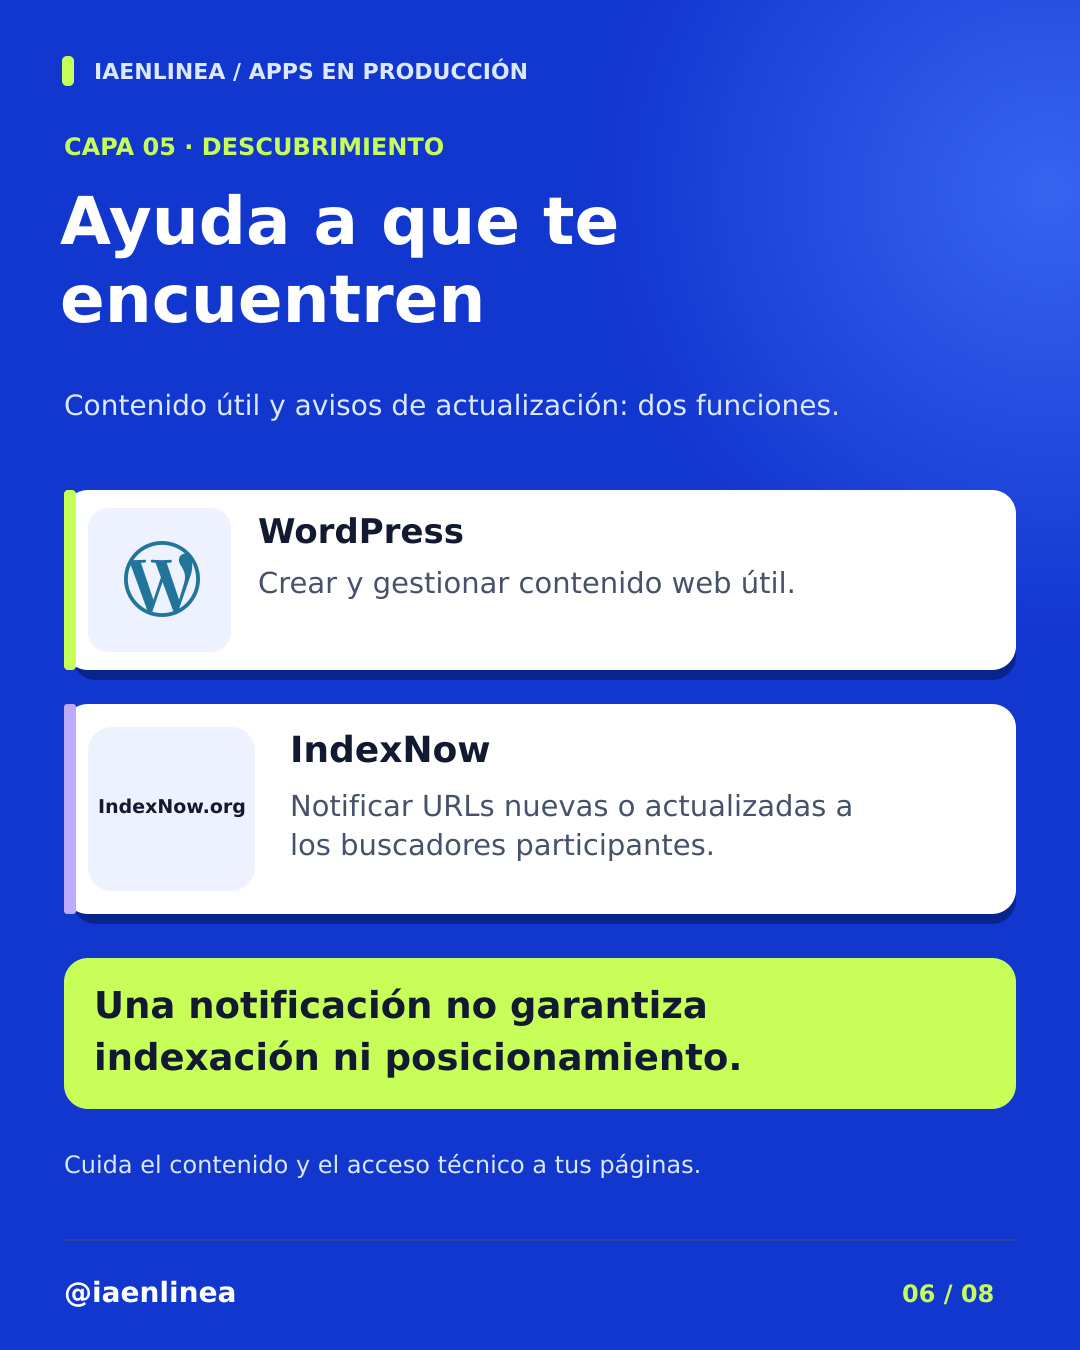 IAENLINEA / APPS EN PRODUCCIÓN
CAPA 05 · DESCUBRIMIENTO
Ayuda a que te
encuentren
Contenido útil y avisos de actualización: dos funciones.
WordPress
Crear y gestionar contenido web útil.
IndexNow.org
IndexNow
Notificar URLs nuevas o actualizadas a
los buscadores participantes.
Una notificación no garantiza
indexación ni posicionamiento.
Cuida el contenido y el acceso técnico a tus páginas.
@iaenlinea
06 / 08